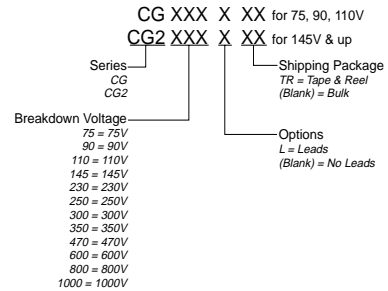 CG XXX X XX for 75, 90, 110V
CG2 XXX X XX for 145V & up
Series
CG
CG2
Breakdown Voltage
75 = 75V
90 = 90V
110 = 110V
145 = 145V
230 = 230V
250 = 250V
300 = 300V
350 = 350V
470 = 470V
600 = 600V
800 = 800V
1000 = 1000V
Shipping Package
TR = Tape & Reel
(Blank) = Bulk
Options
L = Leads
(Blank) = No Leads